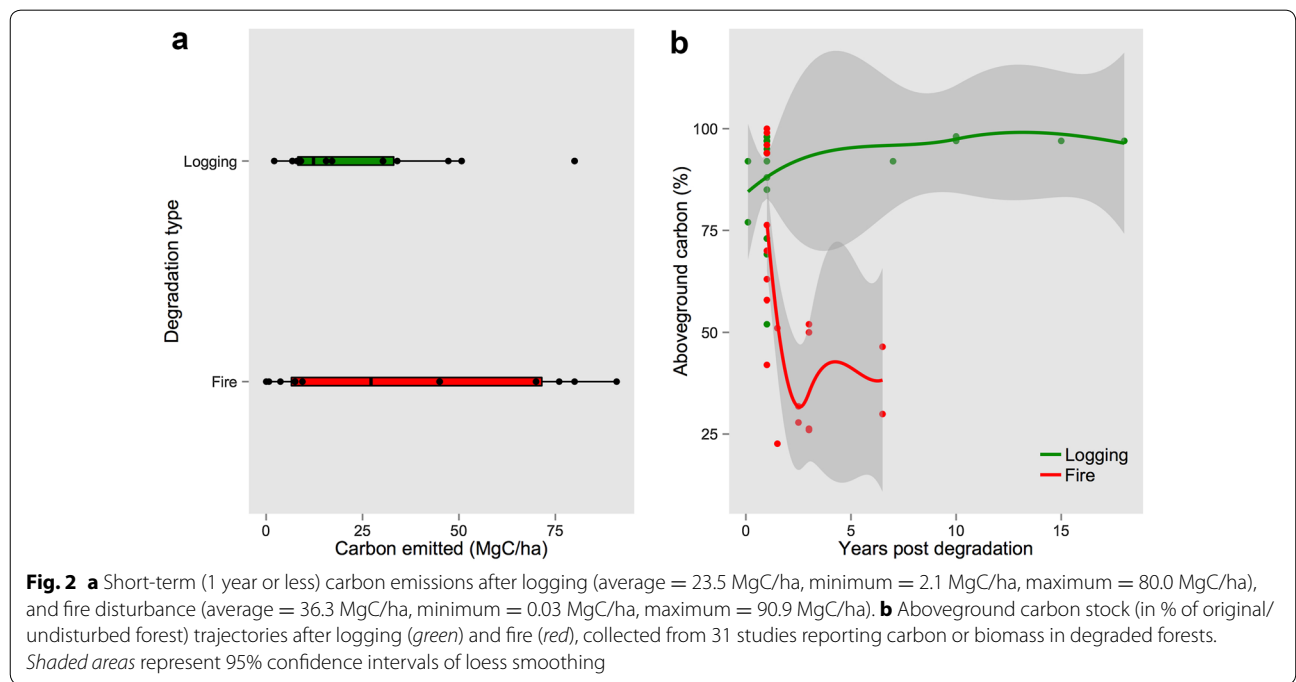 a
Logging
Fire
Degradation type
0 25 50 75
Carbon emitted (MgC/ha)
b
100
75
50
25
Aboveground carbon (%)
Logging
Fire
0 5 10 15
Years post degradation
Fig. 2 a Short-term (1 year or less) carbon emissions after logging (average = 23.5 MgC/ha, minimum = 2.1 MgC/ha, maximum = 80.0 MgC/ha),
and fire disturbance (average = 36.3 MgC/ha, minimum = 0.03 MgC/ha, maximum = 90.9 MgC/ha). b Aboveground carbon stock (in % of original/
undisturbed forest) trajectories after logging (green) and fire (red), collected from 31 studies reporting carbon or biomass in degraded forests.
Shaded areas represent 95% confidence intervals of loess smoothing